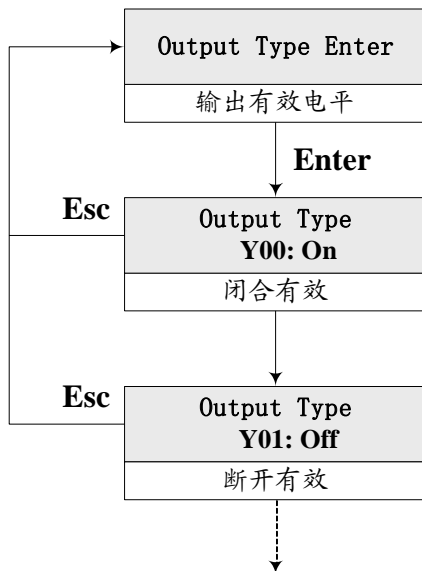 Output Type Enter
输出有效电平
Enter
Esc
Output Type
Y00: On
闭合有效
Esc
Output Type
Y01: Off
断开有效